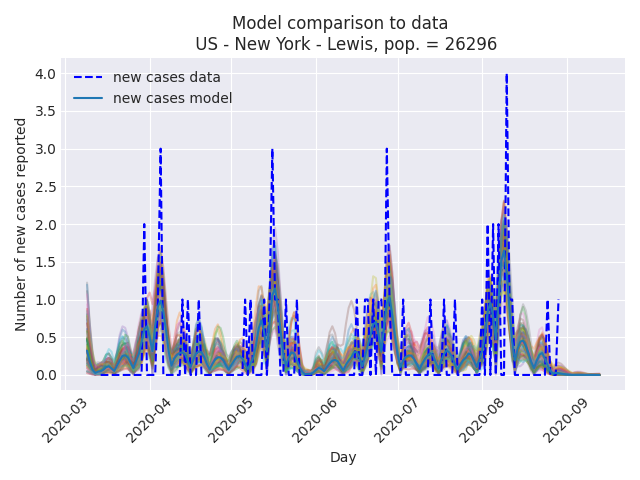 Model comparison to data
US - New York - Lewis, pop. = 26296
new cases data
new cases model
Number of new cases reported
4.0
3.5
3.0
2.5
2.0
1.5
1.0
0.5
0.0
2020-03
2020-04
2020-05
2020-06
2020-07
2020-08
2020-09
Day